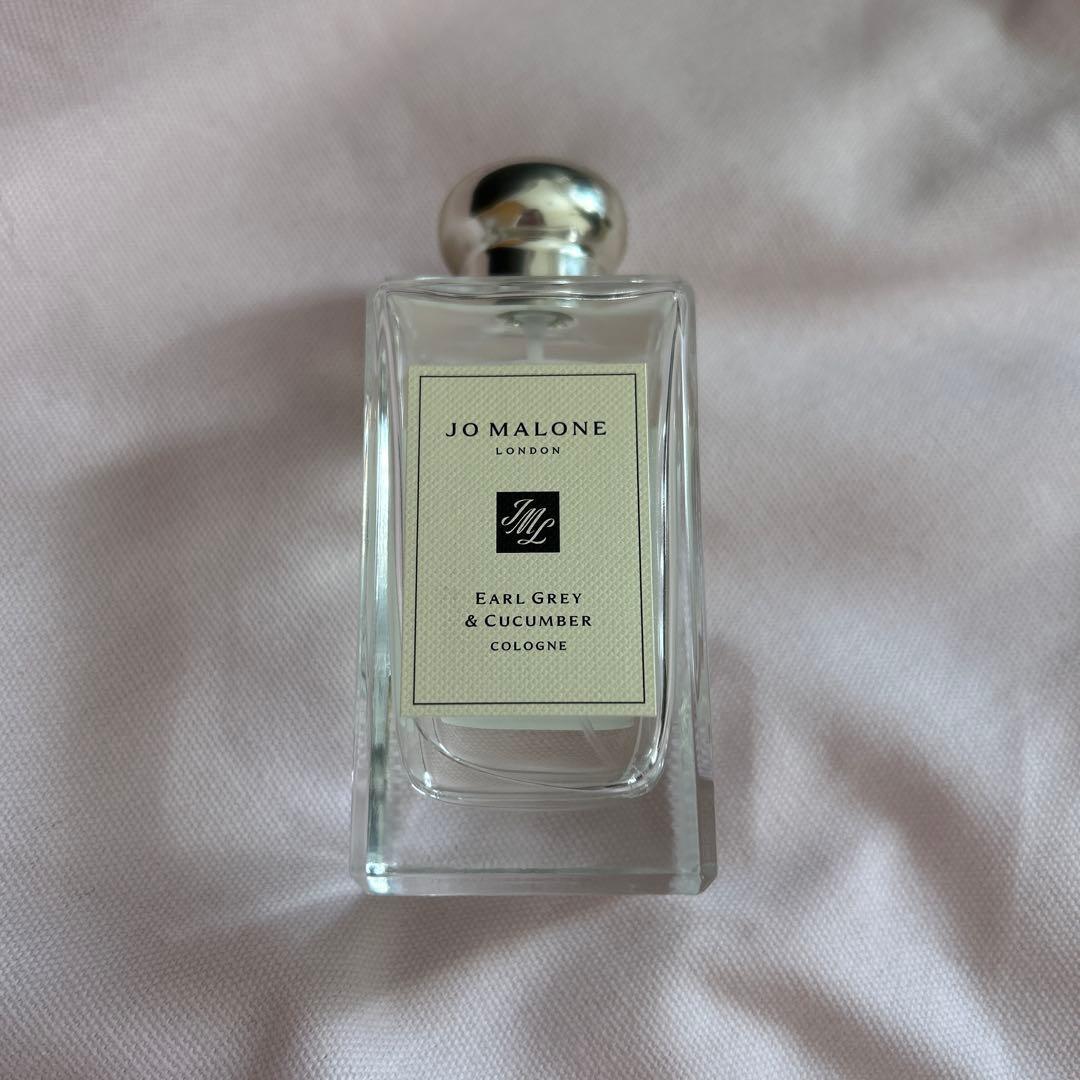 JO MALONE
LONDON
JML
EARL GREY
& CUCUMBER
COLOGNE